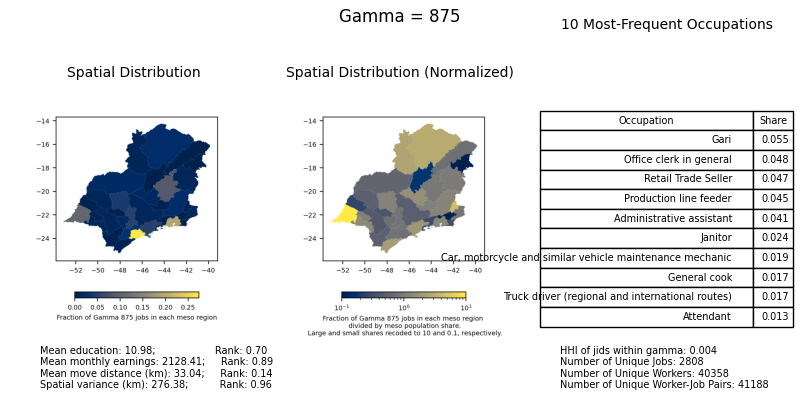 Gamma = 875
10 Most-Frequent Occupations
Spatial Distribution
Spatial Distribution (Normalized)
−14
−16
−18
−20
−22
−24
−52 −50 −48 −46 −44 −42 −40
0.00 0.05 0.10 0.15 0.20 0.25
Fraction of Gamma 875 jobs in each meso region
−14
−16
−18
−20
−22
−24
−52 −50 −48 −46 −44 −42 −40
10⁻¹ 10⁰ 10¹
Fraction of Gamma 875 jobs in each meso region
divided by meso population share.
Large and small shares recoded to 10 and 0.1, respectively.
Occupation Share
Gari 0.055
Office clerk in general 0.048
Retail Trade Seller 0.047
Production line feeder 0.045
Administrative assistant 0.041
Janitor 0.024
Car, motorcycle and similar vehicle maintenance mechanic 0.019
General cook 0.017
Truck driver (regional and international routes) 0.017
Attendant 0.013
Mean education: 10.98; Rank: 0.70
Mean monthly earnings: 2128.41; Rank: 0.89
Mean move distance (km): 33.04; Rank: 0.14
Spatial variance (km): 276.38; Rank: 0.96
HHI of jids within gamma: 0.004
Number of Unique Jobs: 2808
Number of Unique Workers: 40358
Number of Unique Worker-Job Pairs: 41188